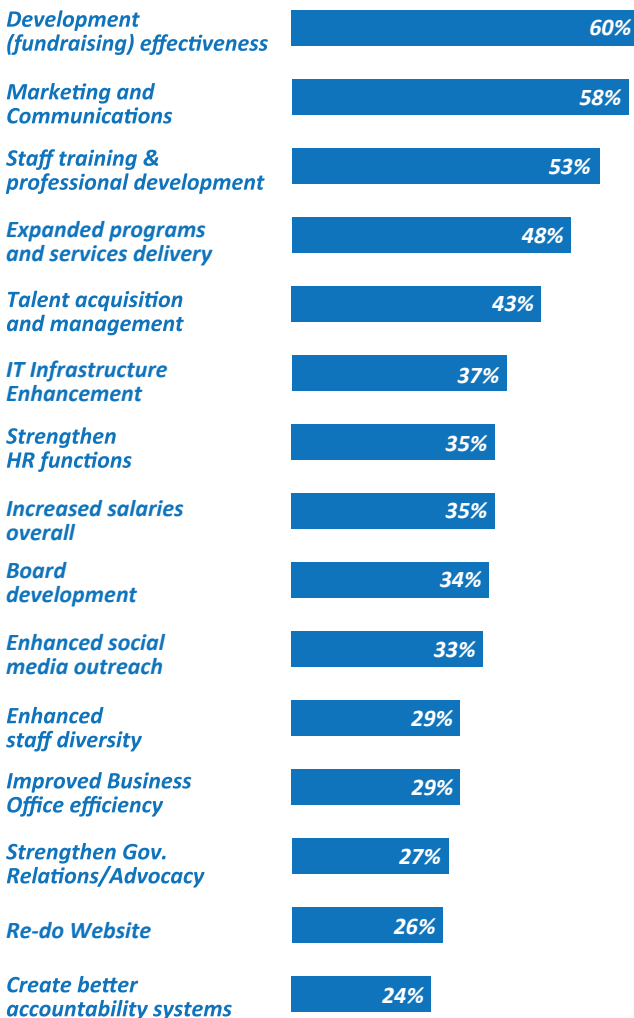 Development
(fundraising) effectiveness
60%
Marketing and
Communications
58%
Staff training &
professional development
53%
Expanded programs
and services delivery
48%
Talent acquisition
and management
43%
IT Infrastructure
Enhancement
37%
Strengthen
HR functions
35%
Increased salaries
overall
35%
Board
development
34%
Enhanced social
media outreach
33%
Enhanced
staff diversity
29%
Improved Business
Office efficiency
29%
Strengthen Gov.
Relations/Advocacy
27%
Re-do Website
26%
Create better
accountability systems
24%